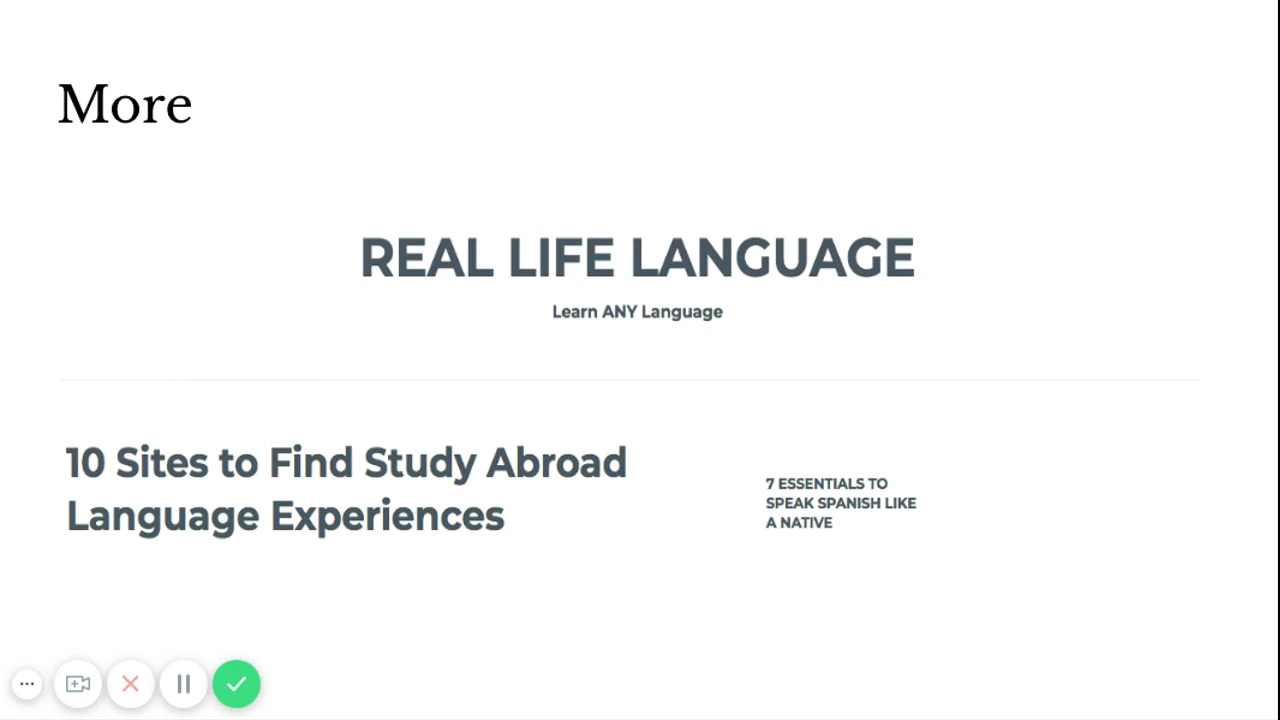 More
REAL LIFE LANGUAGE
Learn ANY Language
10 Sites to Find Study Abroad
Language Experiences
7 ESSENTIALS TO
SPEAK SPANISH LIKE
A NATIVE